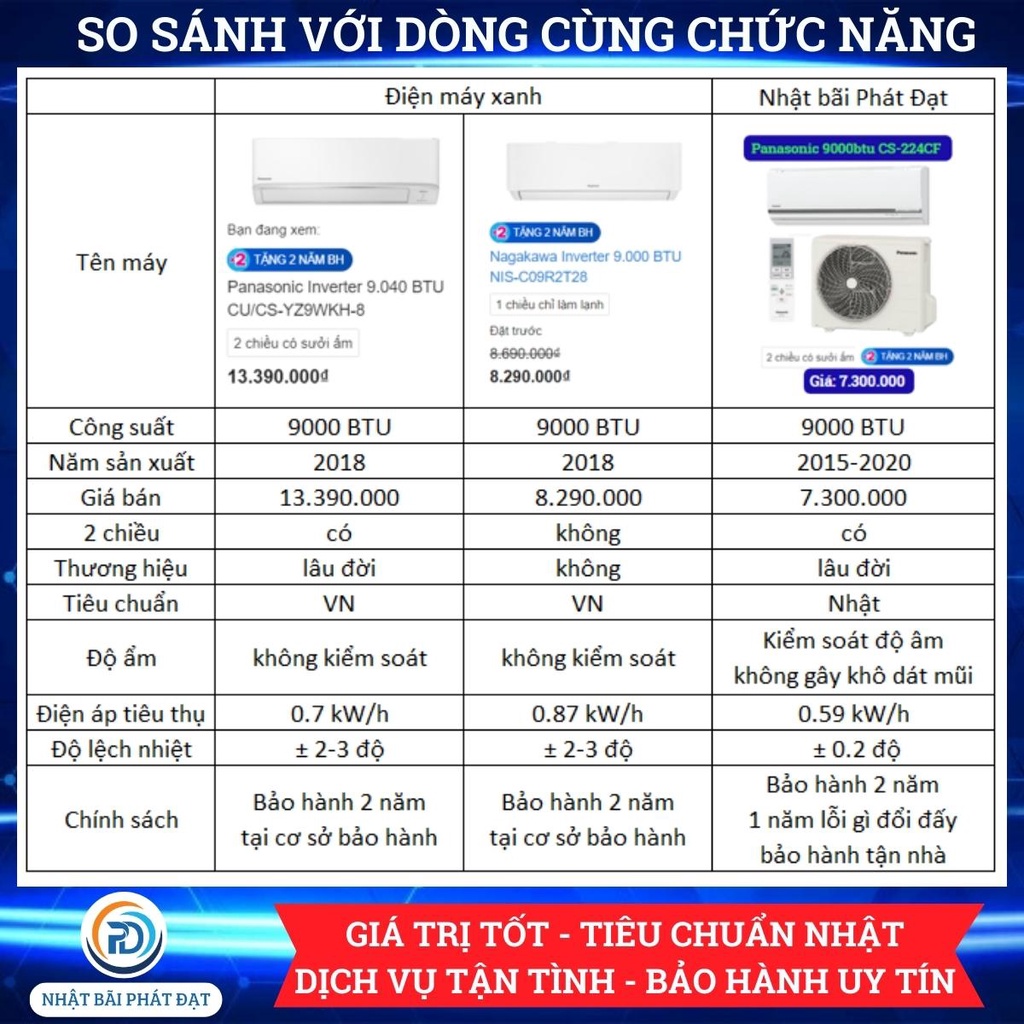 SO SÁNH VỚI DÒNG CÙNG CHỨC NĂNG
Điện máy xanh
Nhật bãi Phát Đạt
Tên máy
Panasonic
Bạn đang xem:
2 TẶNG 2 NĂM BH
Panasonic Inverter 9.040 BTU
CU/CS-YZ9WKH-8
2 chiều có sưởi ấm
13.390.000₫
2 TẶNG 2 NĂM BH
Nagakawa Inverter 9.000 BTU
NIS-C09R2T28
1 chiều chỉ làm lạnh
Đặt trước
8.690.000₫
8.290.000₫
Panasonic 9000btu CS-224CF
Panasonic
2 chiều có sưởi ấm 2 TẶNG 2 NĂM BH
Giá: 7.300.000
Công suất 9000 BTU 9000 BTU 9000 BTU
Năm sản xuất 2018 2018 2015-2020
Giá bán 13.390.000 8.290.000 7.300.000
2 chiều có không có
Thương hiệu lâu đời không lâu đời
Tiêu chuẩn VN VN Nhật
Độ ẩm không kiểm soát không kiểm soát
Kiểm soát độ âm
không gây khô dát mũi
Điện áp tiêu thụ 0.7 kW/h 0.87 kW/h 0.59 kW/h
Độ lệch nhiệt ± 2-3 độ ± 2-3 độ ± 0.2 độ
Chính sách
Bảo hành 2 năm
tại cơ sở bảo hành
Bảo hành 2 năm
tại cơ sở bảo hành
Bảo hành 2 năm
1 năm lỗi gì đổi đấy
bảo hành tận nhà
PD
NHẬT BÃI PHÁT ĐẠT
GIÁ TRỊ TỐT - TIÊU CHUẨN NHẬT
DỊCH VỤ TẬN TÌNH - BẢO HÀNH UY TÍN